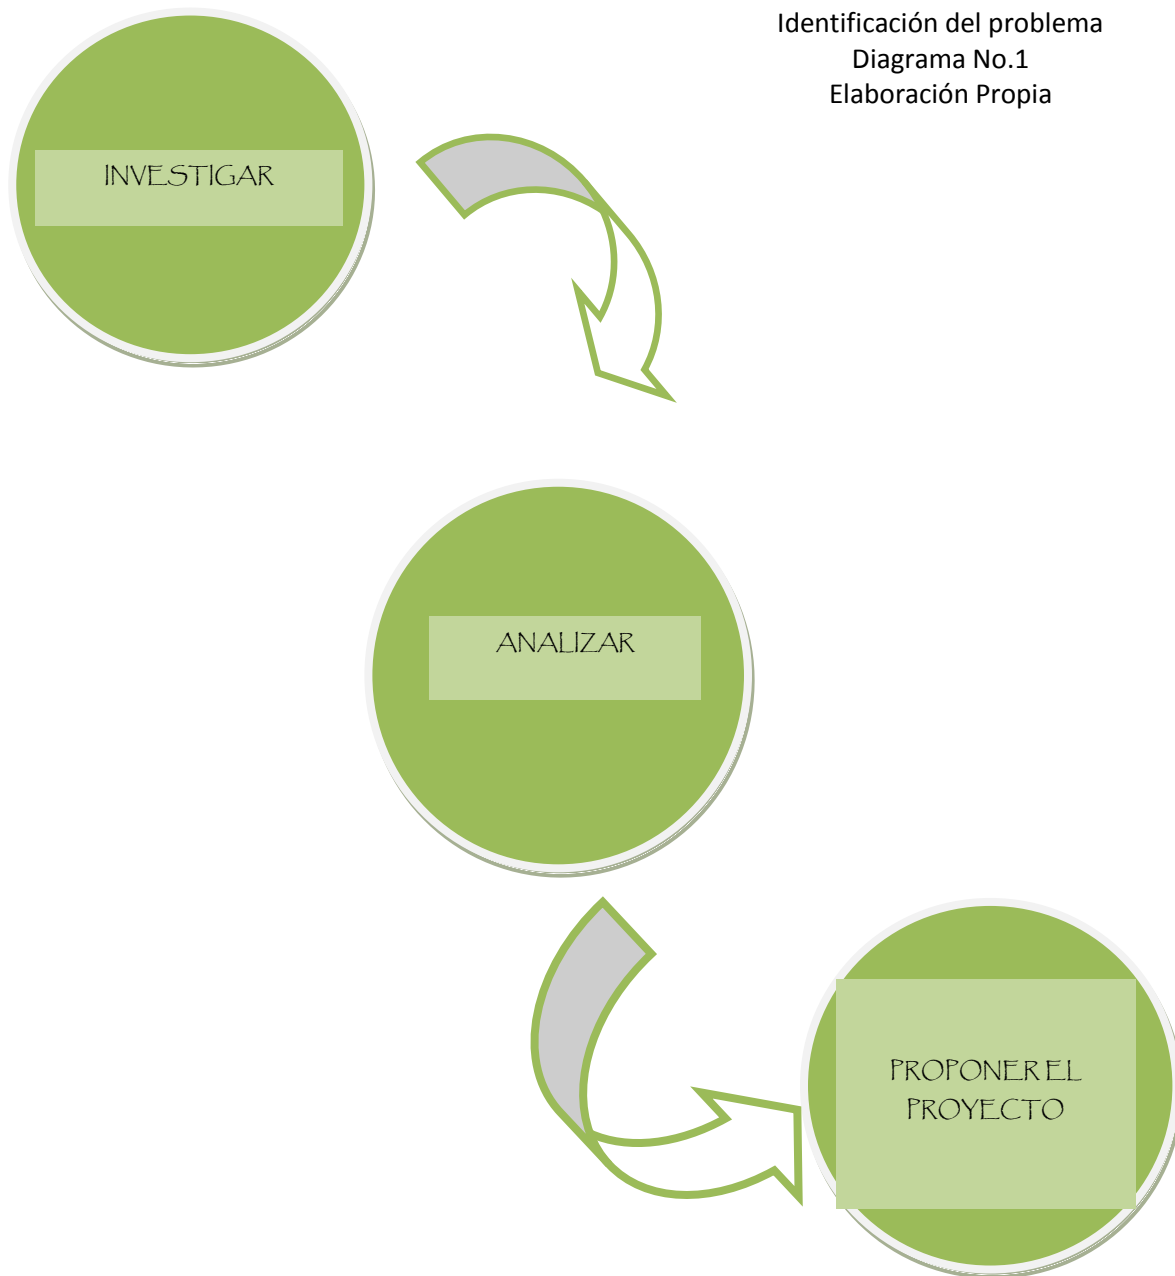 Identificación del problema
Diagrama No.1
Elaboración Propia
INVESTIGAR
ANALIZAR
PROPONER EL
PROYECTO